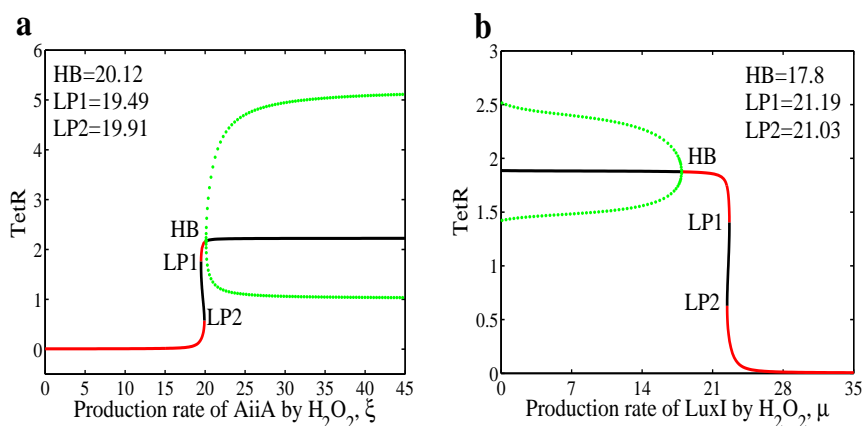 a
6
5
4
3
2
1
0
TetR
HB=20.12
LP1=19.49
LP2=19.91
HB
LP1
LP2
0 5 10 15 20 25 30 35 40 45
Production rate of AiiA by H2O2, ξ
b
3
2.5
2
1.5
1
0.5
0
TetR
HB=17.8
LP1=21.19
LP2=21.03
HB
LP1
LP2
0 7 14 21 28 35
Production rate of LuxI by H2O2, μ